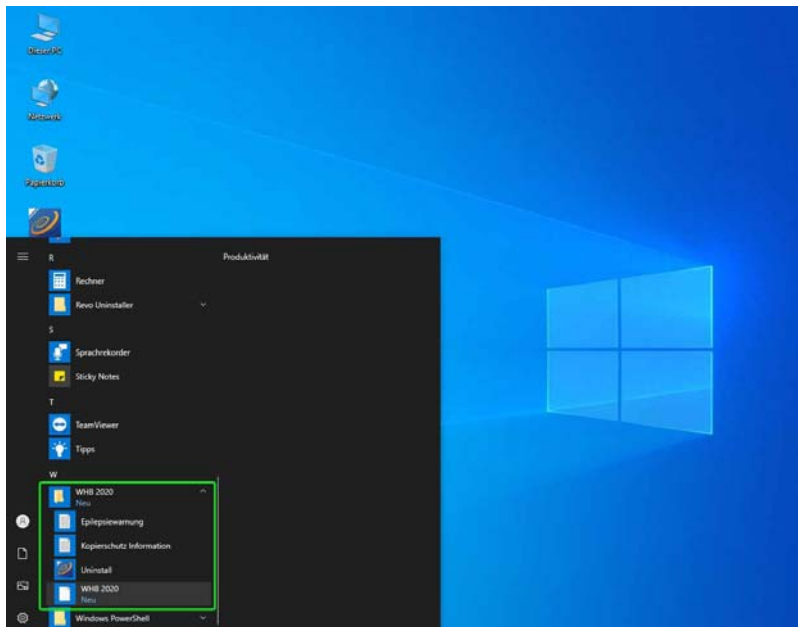 Dieser PC
Netzwerk
Papierkorb
R
Produktivität
Rechner
Revo Uninstaller
S
Sprachrekorder
Sticky Notes
T
TeamViewer
Tipps
W
WHB 2020
Neu
Epilepsiewarnung
Kopierschutz Information
Uninstall
WHB 2020
Neu
Windows PowerShell